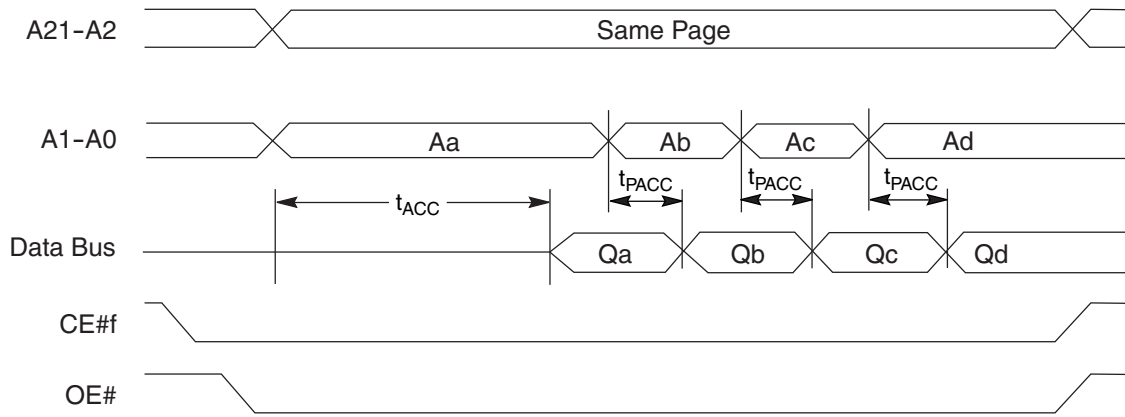 A21-A2 Same Page
A1-A0 Aa Ab Ac Ad
tACC tPACC tPACC tPACC
Data Bus Qa Qb Qc Qd
CE#f
OE#